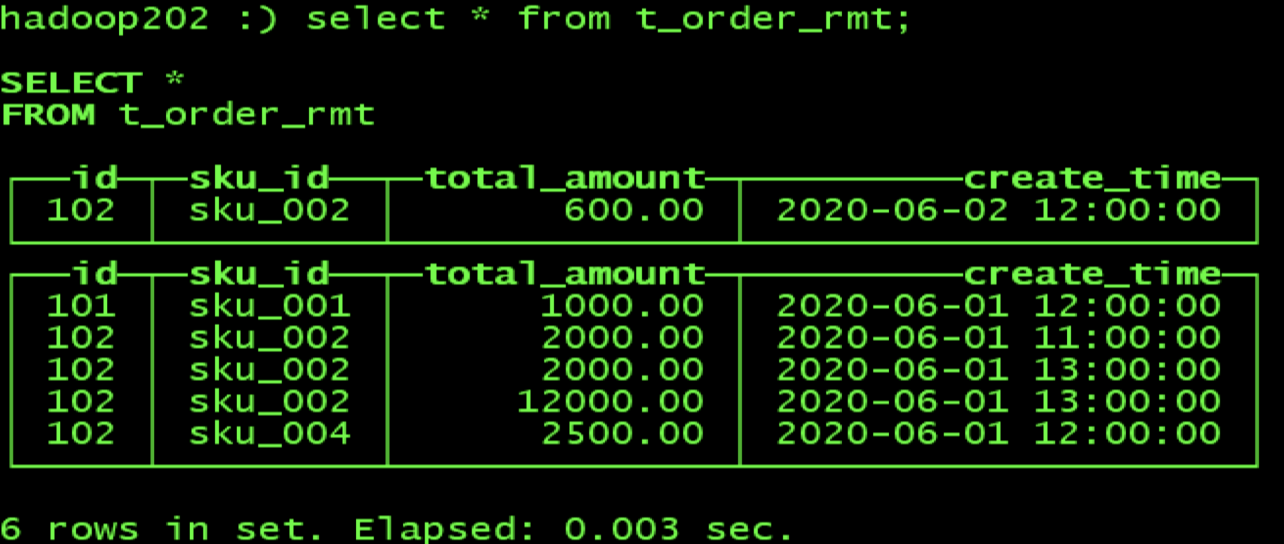 hadoop202 :) select * from t_order_rmt;
SELECT *
FROM t_order_rmt
id sku_id total_amount create_time
102 sku_002 600.00 2020-06-02 12:00:00
id sku_id total_amount create_time
101 sku_001 1000.00 2020-06-01 12:00:00
102 sku_002 2000.00 2020-06-01 11:00:00
102 sku_002 2000.00 2020-06-01 13:00:00
102 sku_002 12000.00 2020-06-01 13:00:00
102 sku_004 2500.00 2020-06-01 12:00:00
6 rows in set. Elapsed: 0.003 sec.